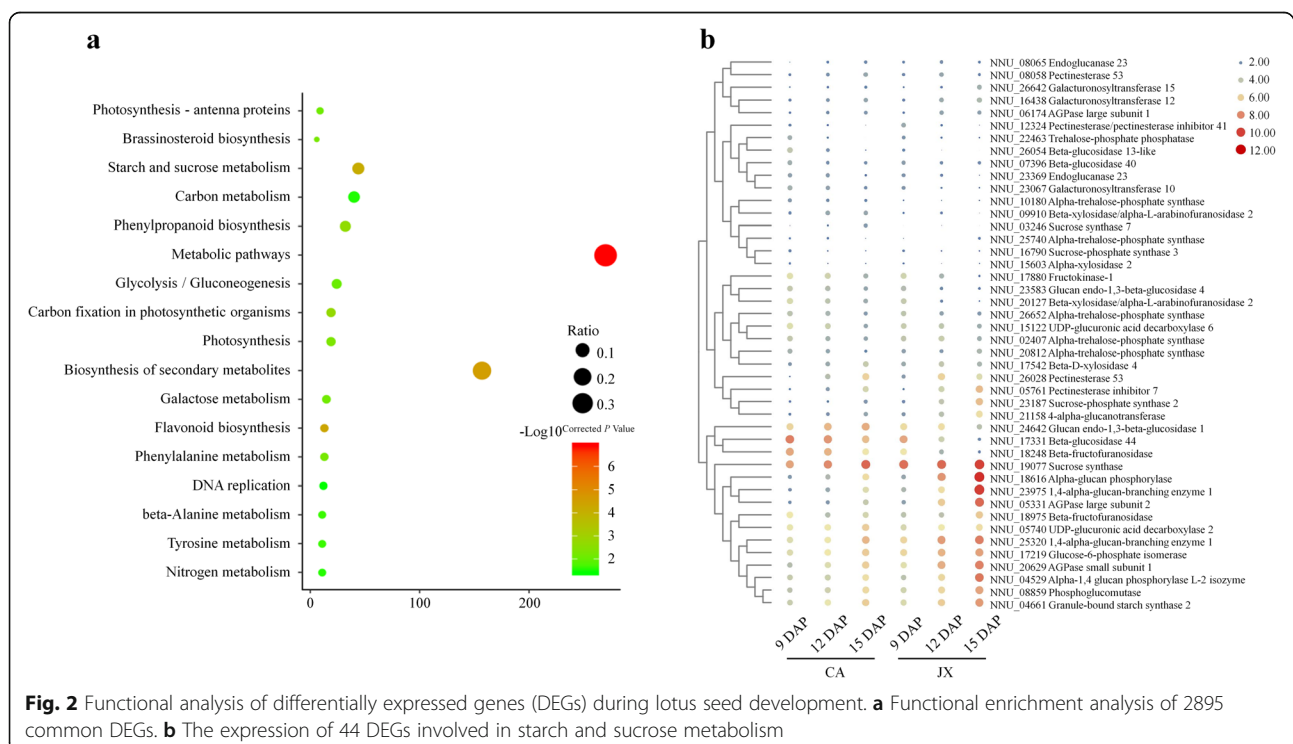 a
Photosynthesis - antenna proteins
Brassinosteroid biosynthesis
Starch and sucrose metabolism
Carbon metabolism
Phenylpropanoid biosynthesis
Metabolic pathways
Glycolysis / Gluconeogenesis
Carbon fixation in photosynthetic organisms
Photosynthesis
Biosynthesis of secondary metabolites
Galactose metabolism
Flavonoid biosynthesis
Phenylalanine metabolism
DNA replication
beta-Alanine metabolism
Tyrosine metabolism
Nitrogen metabolism
0 100 200
Ratio
0.1
0.2
0.3
-Log10 Corrected P Value
6
5
4
3
2
b
NNU_08065 Endoglucanase 23
NNU_08058 Pectinesterase 53
NNU_26642 Galacturonosyltransferase 15
NNU_16438 Galacturonosyltransferase 12
NNU_06174 AGPase large subunit 1
NNU_12324 Pectinesterase/pectinesterase inhibitor 41
NNU_22463 Trehalose-phosphate phosphatase
NNU_26054 Beta-glucosidase 13-like
NNU_07396 Beta-glucosidase 40
NNU_23369 Endoglucanase 23
NNU_23067 Galacturonosyltransferase 10
NNU_10180 Alpha-trehalose-phosphate synthase
NNU_09910 Beta-xylosidase/alpha-L-arabinofuranosidase 2
NNU_03246 Sucrose synthase 7
NNU_25740 Alpha-trehalose-phosphate synthase
NNU_16790 Sucrose-phosphate synthase 3
NNU_15603 Alpha-xylosidase 2
NNU_17880 Fructokinase-1
NNU_23583 Glucan endo-1,3-beta-glucosidase 4
NNU_20127 Beta-xylosidase/alpha-L-arabinofuranosidase 2
NNU_26652 Alpha-trehalose-phosphate synthase
NNU_15122 UDP-glucuronic acid decarboxylase 6
NNU_02407 Alpha-trehalose-phosphate synthase
NNU_20812 Alpha-trehalose-phosphate synthase
NNU_17542 Beta-D-xylosidase 4
NNU_26028 Pectinesterase 53
NNU_05761 Pectinesterase inhibitor 7
NNU_23187 Sucrose-phosphate synthase 2
NNU_21158 4-alpha-glucanotransferase
NNU_24642 Glucan endo-1,3-beta-glucosidase 1
NNU_17331 Beta-glucosidase 44
NNU_18248 Beta-fructofuranosidase
NNU_19077 Sucrose synthase
NNU_18616 Alpha-glucan phosphorylase
NNU_23975 1,4-alpha-glucan-branching enzyme 1
NNU_05331 AGPase large subunit 2
NNU_18975 Beta-fructofuranosidase
NNU_05740 UDP-glucuronic acid decarboxylase 2
NNU_25320 1,4-alpha-glucan-branching enzyme 1
NNU_17219 Glucose-6-phosphate isomerase
NNU_20629 AGPase small subunit 1
NNU_04529 Alpha-1,4 glucan phosphorylase L-2 isozyme
NNU_08859 Phosphoglucomutase
NNU_04661 Granule-bound starch synthase 2
2.00
4.00
6.00
8.00
10.00
12.00
9 DAP 12 DAP 15 DAP 9 DAP 12 DAP 15 DAP
CA JX
Fig. 2 Functional analysis of differentially expressed genes (DEGs) during lotus seed development. a Functional enrichment analysis of 2895
common DEGs. b The expression of 44 DEGs involved in starch and sucrose metabolism